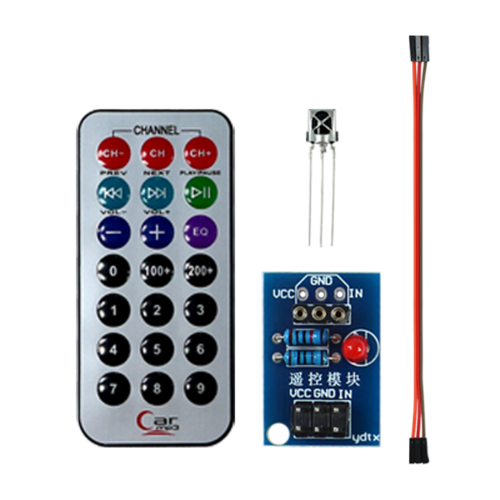 CHANNEL
CH- CH CH+
PREV NEXT PLAY/PAUSE
VOL- VOL+
EQ
0 100+ 200+
1 2 3
4 5 6
7 8 9
Car
mp3
GND
VCC IN
遥控模块
VCC GND IN
ydtx